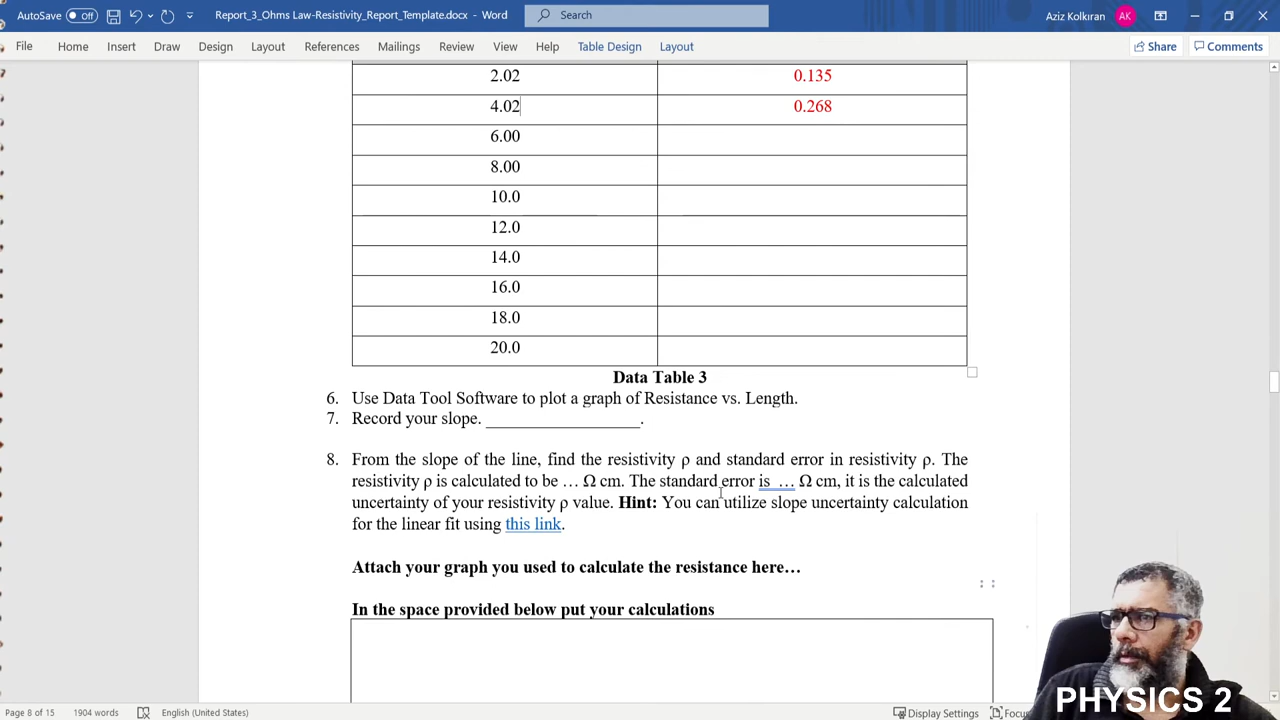 AutoSave Off Report_3_Ohms Law-Resistivity_Report_Template.docx - Word Search Aziz Kolkıran AK
File Home Insert Draw Design Layout References Mailings Review View Help Table Design Layout Share Comments
2.02 0.135
4.02 0.268
6.00
8.00
10.0
12.0
14.0
16.0
18.0
20.0
Data Table 3
6. Use Data Tool Software to plot a graph of Resistance vs. Length.
7. Record your slope. _________________.
8. From the slope of the line, find the resistivity ρ and standard error in resistivity ρ. The
resistivity ρ is calculated to be … Ω cm. The standard error is … Ω cm, it is the calculated
uncertainty of your resistivity ρ value. Hint: You can utilize slope uncertainty calculation
for the linear fit using this link.
Attach your graph you used to calculate the resistance here…
In the space provided below put your calculations
PHYSICS 2
Page 8 of 15 1904 words English (United States) Display Settings Focus